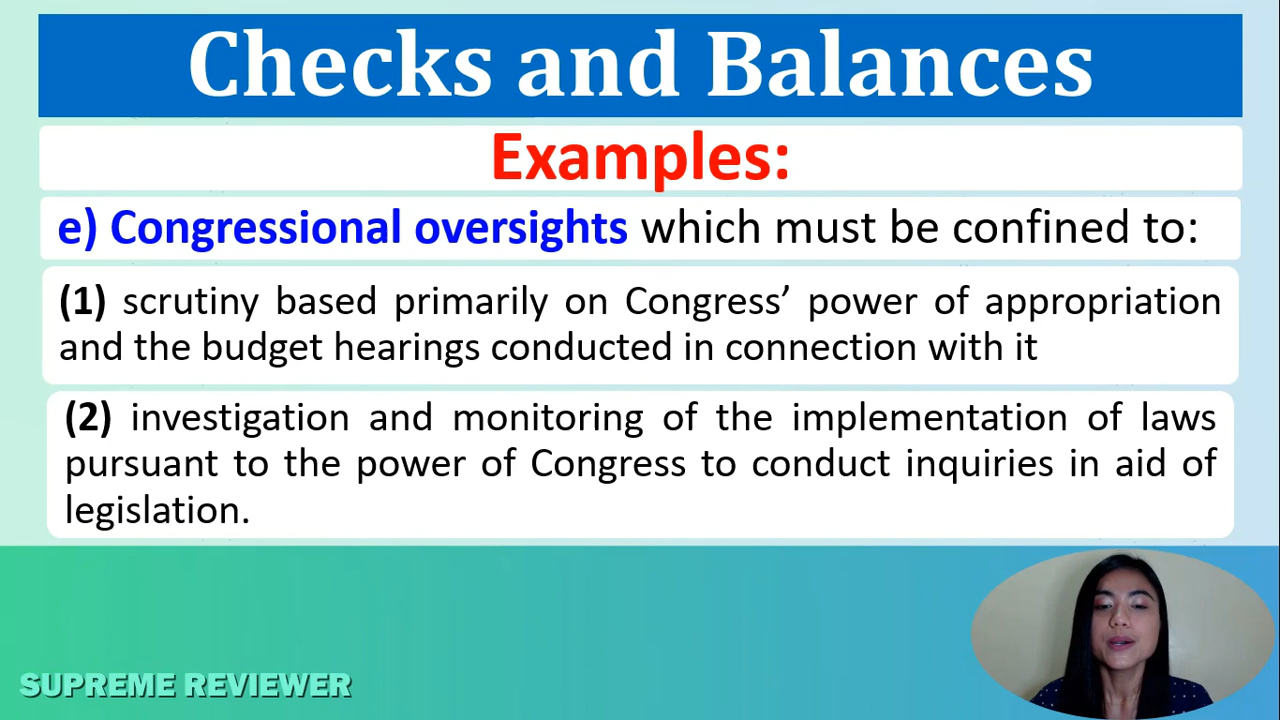 Checks and Balances
Examples:
e) Congressional oversights which must be confined to:
(1) scrutiny based primarily on Congress’ power of appropriation
and the budget hearings conducted in connection with it
(2) investigation and monitoring of the implementation of laws
pursuant to the power of Congress to conduct inquiries in aid of
legislation.
SUPREME REVIEWER